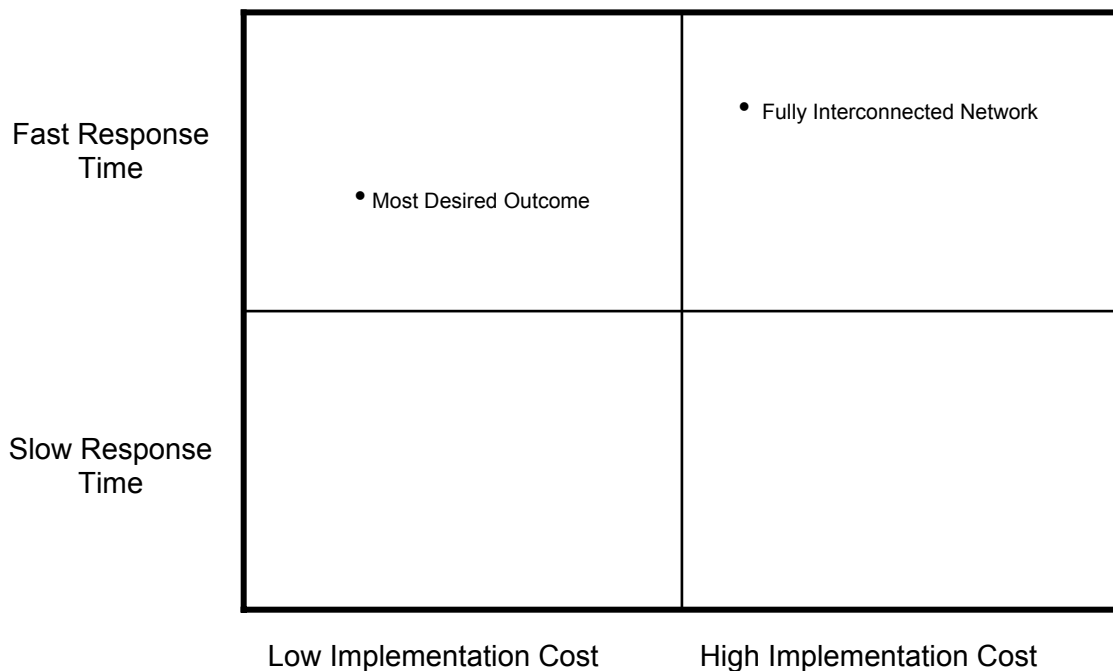 Fast Response
Time
• Fully Interconnected Network
• Most Desired Outcome
Slow Response
Time
Low Implementation Cost
High Implementation Cost